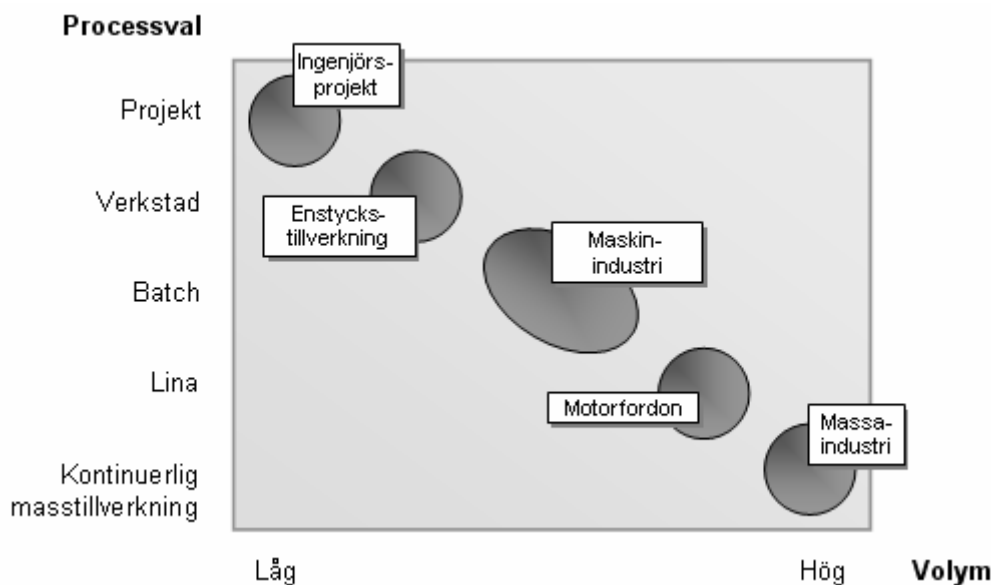 Processval
Ingenjörs-
projekt
Projekt
Verkstad
Enstycks-
tillverkning
Maskin-
industri
Batch
Lina
Motorfordon
Massa-
industri
Kontinuerlig
masstillverkning
Låg
Hög
Volym